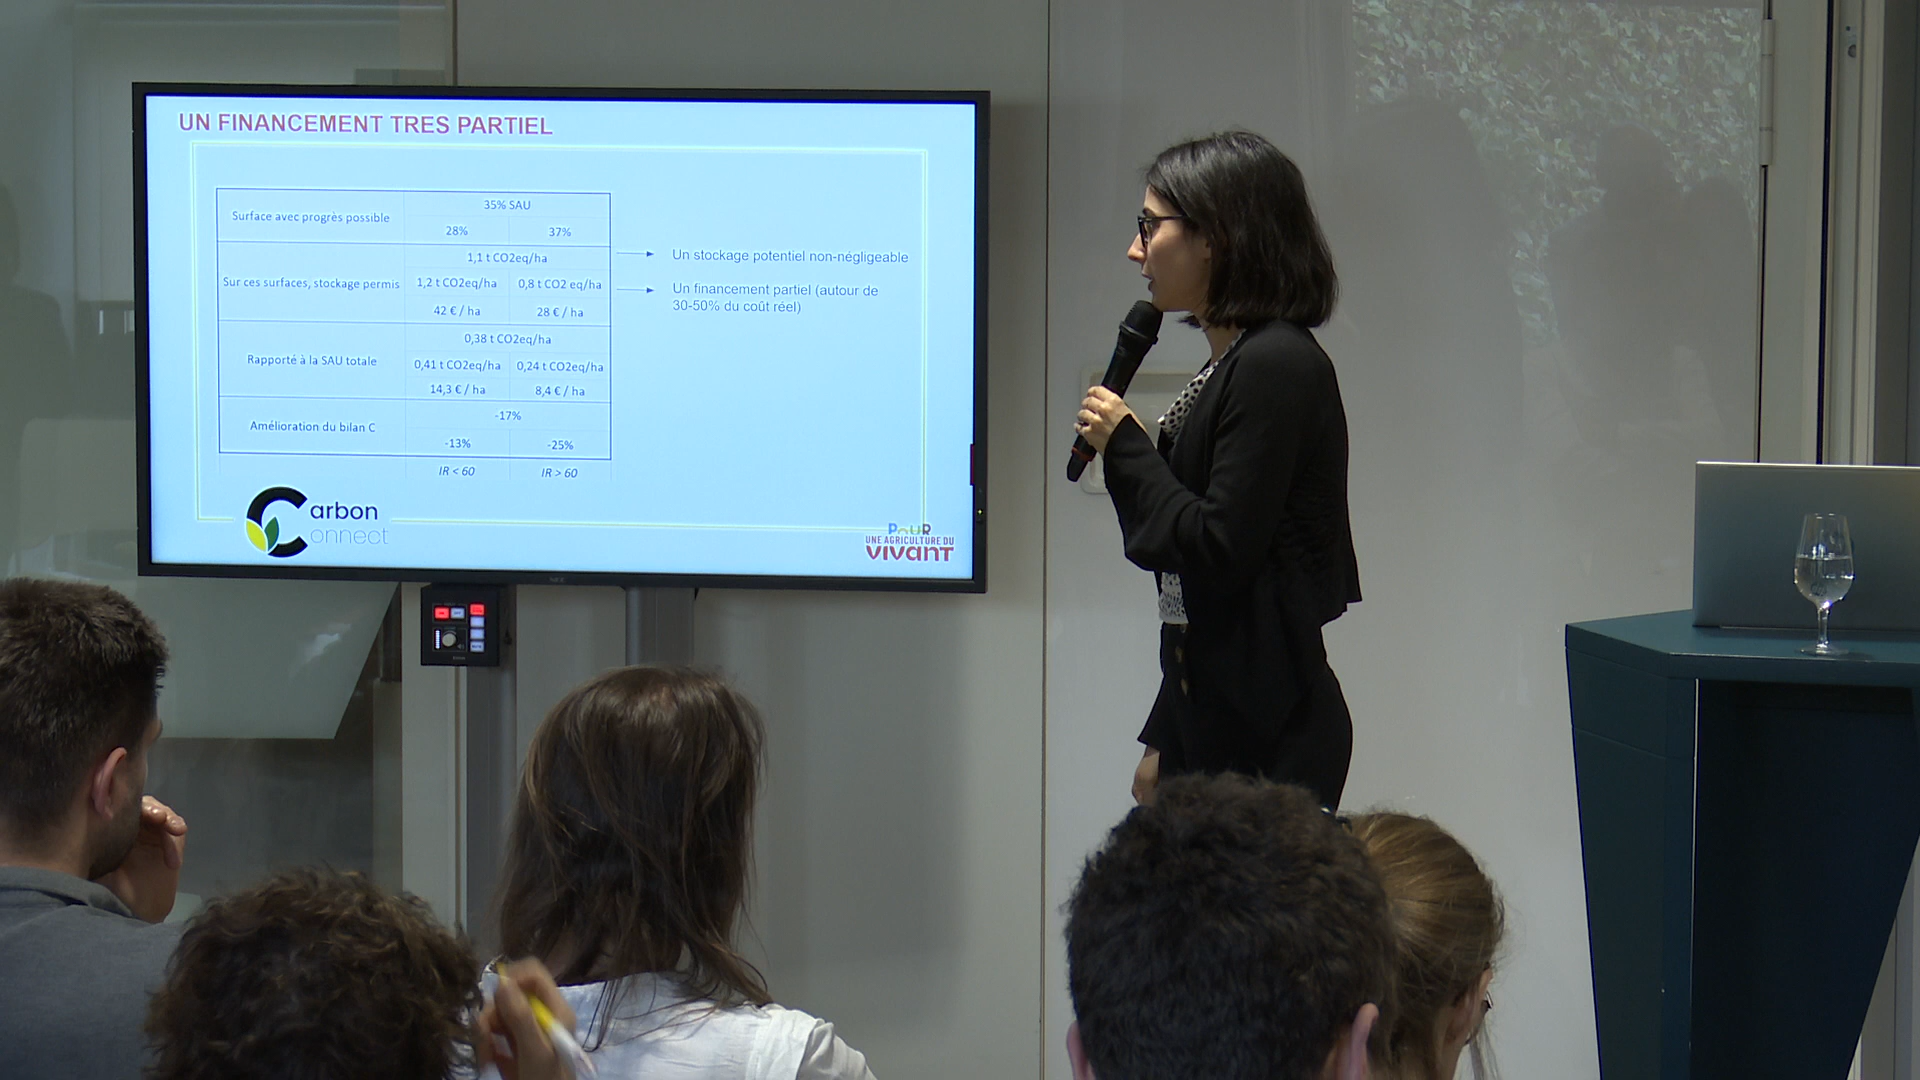 UN FINANCEMENT TRES PARTIEL
Surface avec progrès possible
35% SAU
28% 37%
Sur ces surfaces, stockage permis
1,1 t CO2eq/ha
1,2 t CO2eq/ha 0,8 t CO2 eq/ha
42 € / ha 28 € / ha
Rapporté à la SAU totale
0,38 t CO2eq/ha
0,41 t CO2eq/ha 0,24 t CO2eq/ha
14,3 € / ha 8,4 € / ha
Amélioration du bilan C
-17%
-13% -25%
IR < 60 IR > 60
Un stockage potentiel non-négligeable
Un financement partiel (autour de
30-50% du coût réel)
Carbon
Connect
POUR
UNE AGRICULTURE DU
VIVANT
NEC